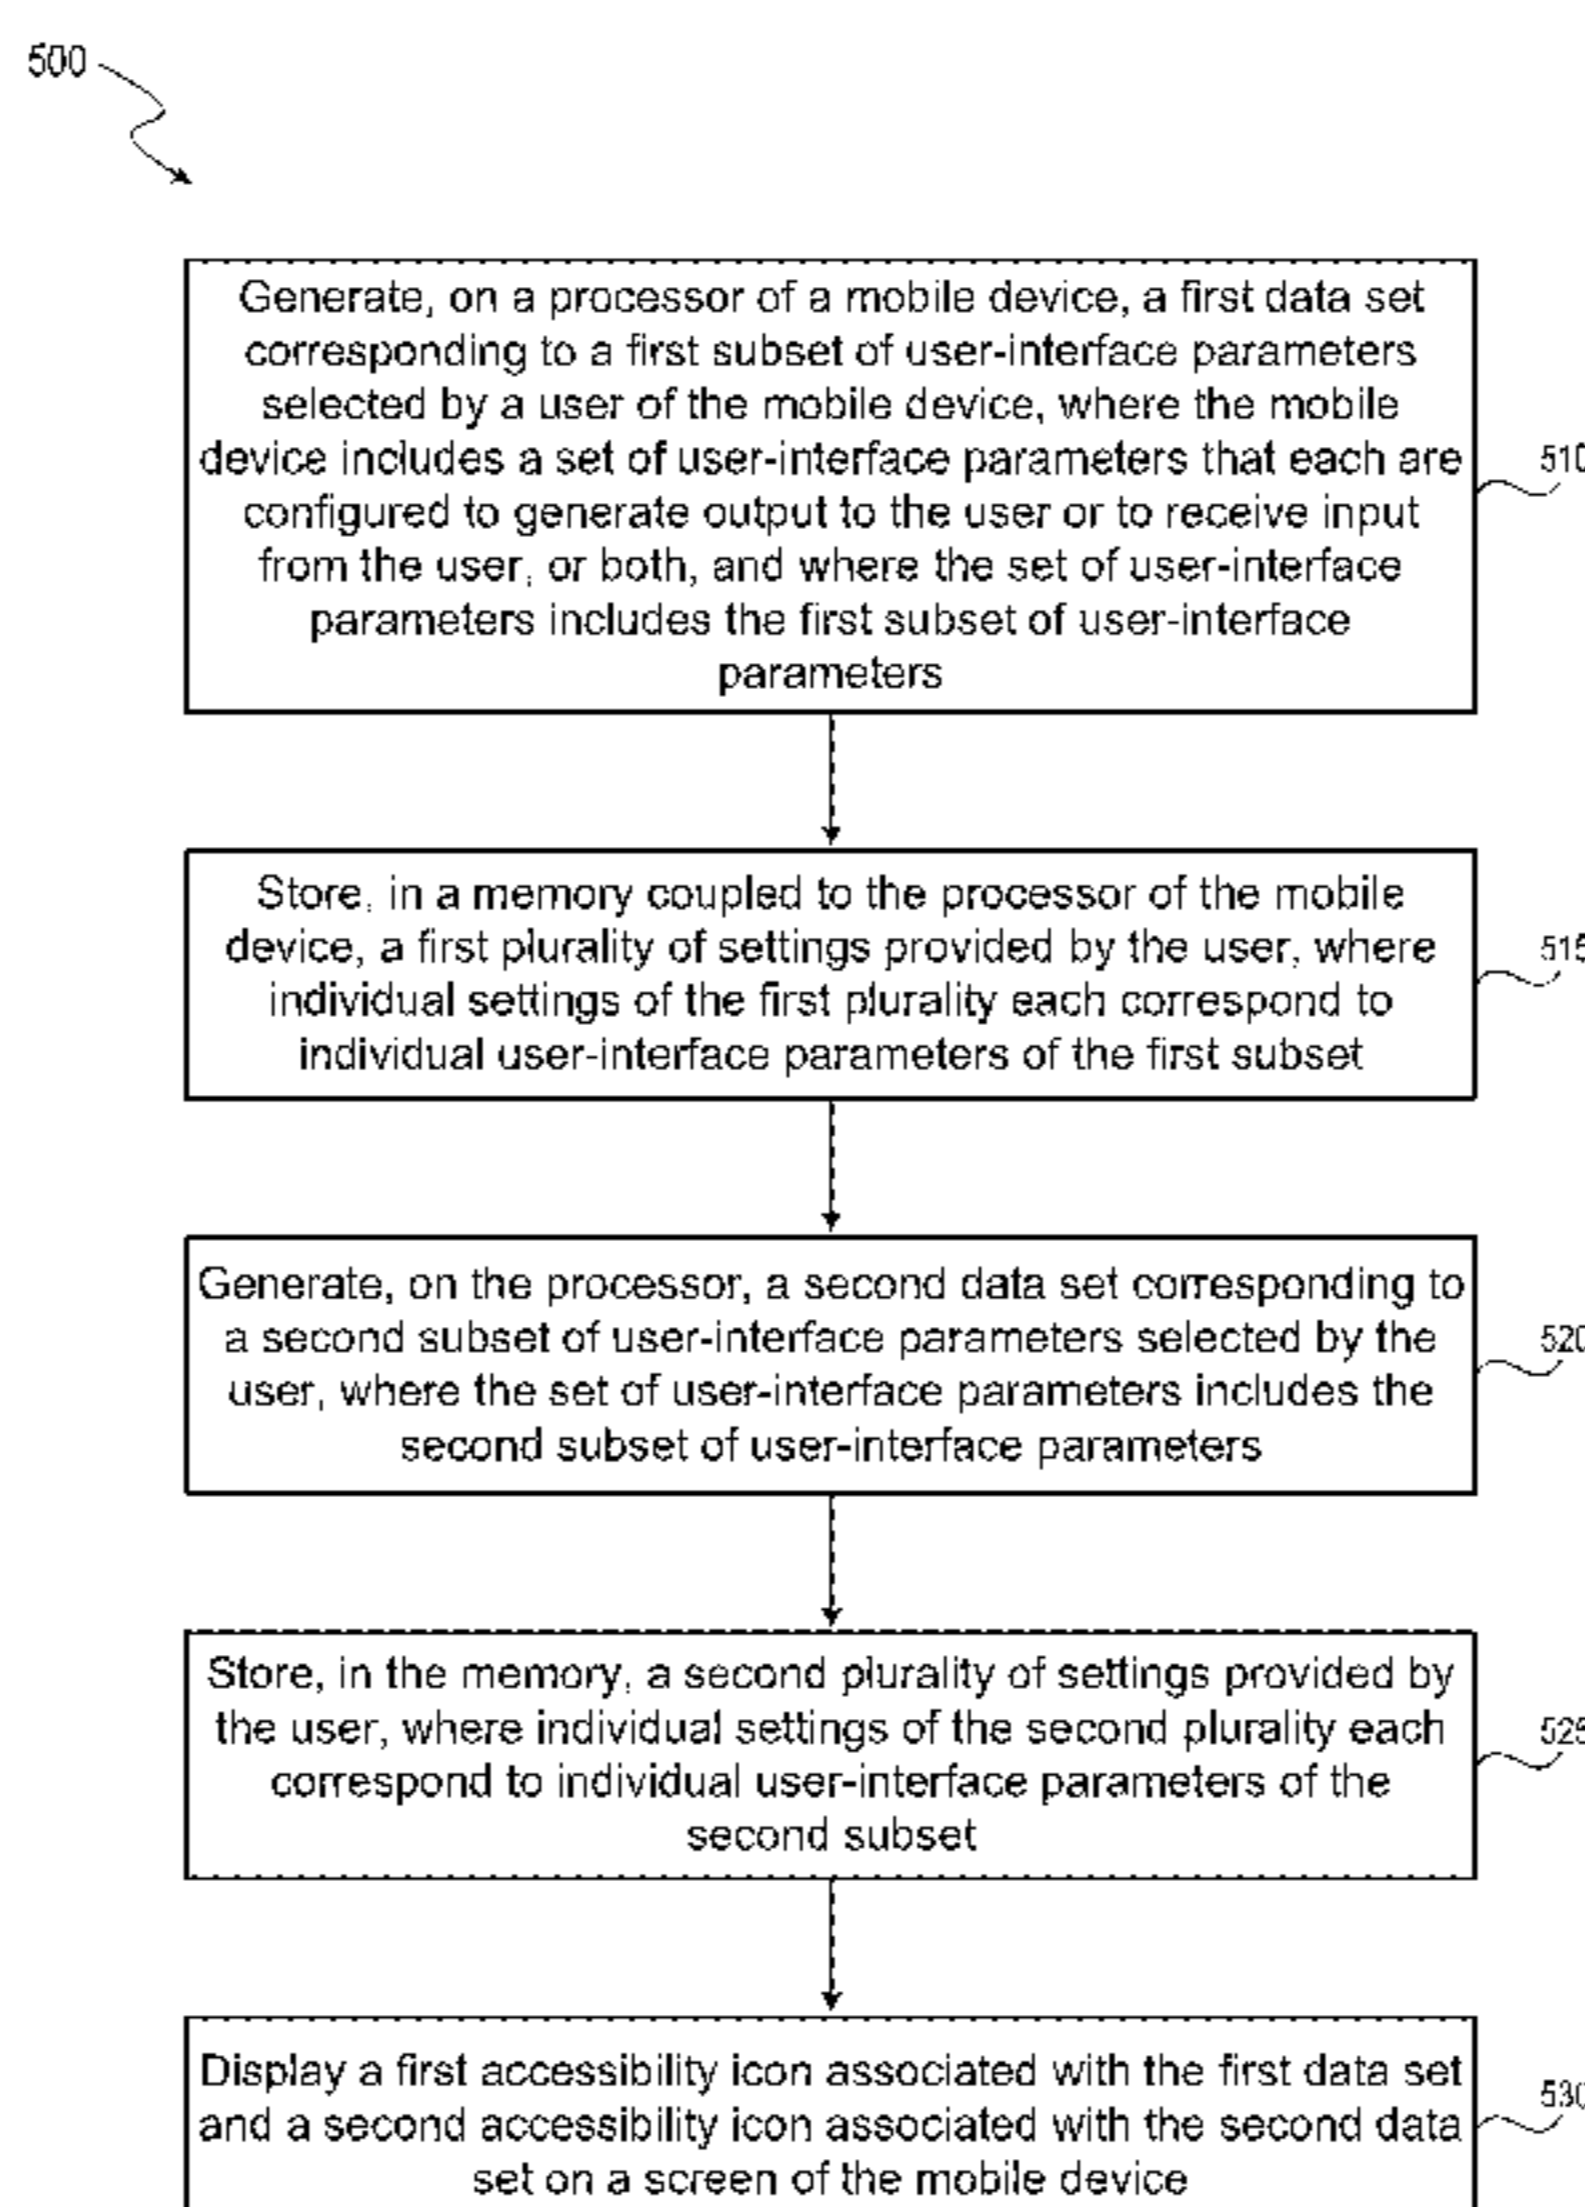 500
Generate, on a processor of a mobile device, a first data set
corresponding to a first subset of user-interface parameters
selected by a user of the mobile device, where the mobile
device includes a set of user-interface parameters that each are
configured to generate output to the user or to receive input
from the user, or both, and where the set of user-interface
parameters includes the first subset of user-interface
parameters
510
Store, in a memory coupled to the processor of the mobile
device, a first plurality of settings provided by the user, where
individual settings of the first plurality each correspond to
individual user-interface parameters of the first subset
515
Generate, on the processor, a second data set corresponding to
a second subset of user-interface parameters selected by the
user, where the set of user-interface parameters includes the
second subset of user-interface parameters
520
Store, in the memory, a second plurality of settings provided by
the user, where individual settings of the second plurality each
correspond to individual user-interface parameters of the
second subset
525
Display a first accessibility icon associated with the first data set
and a second accessibility icon associated with the second data
set on a screen of the mobile device
530